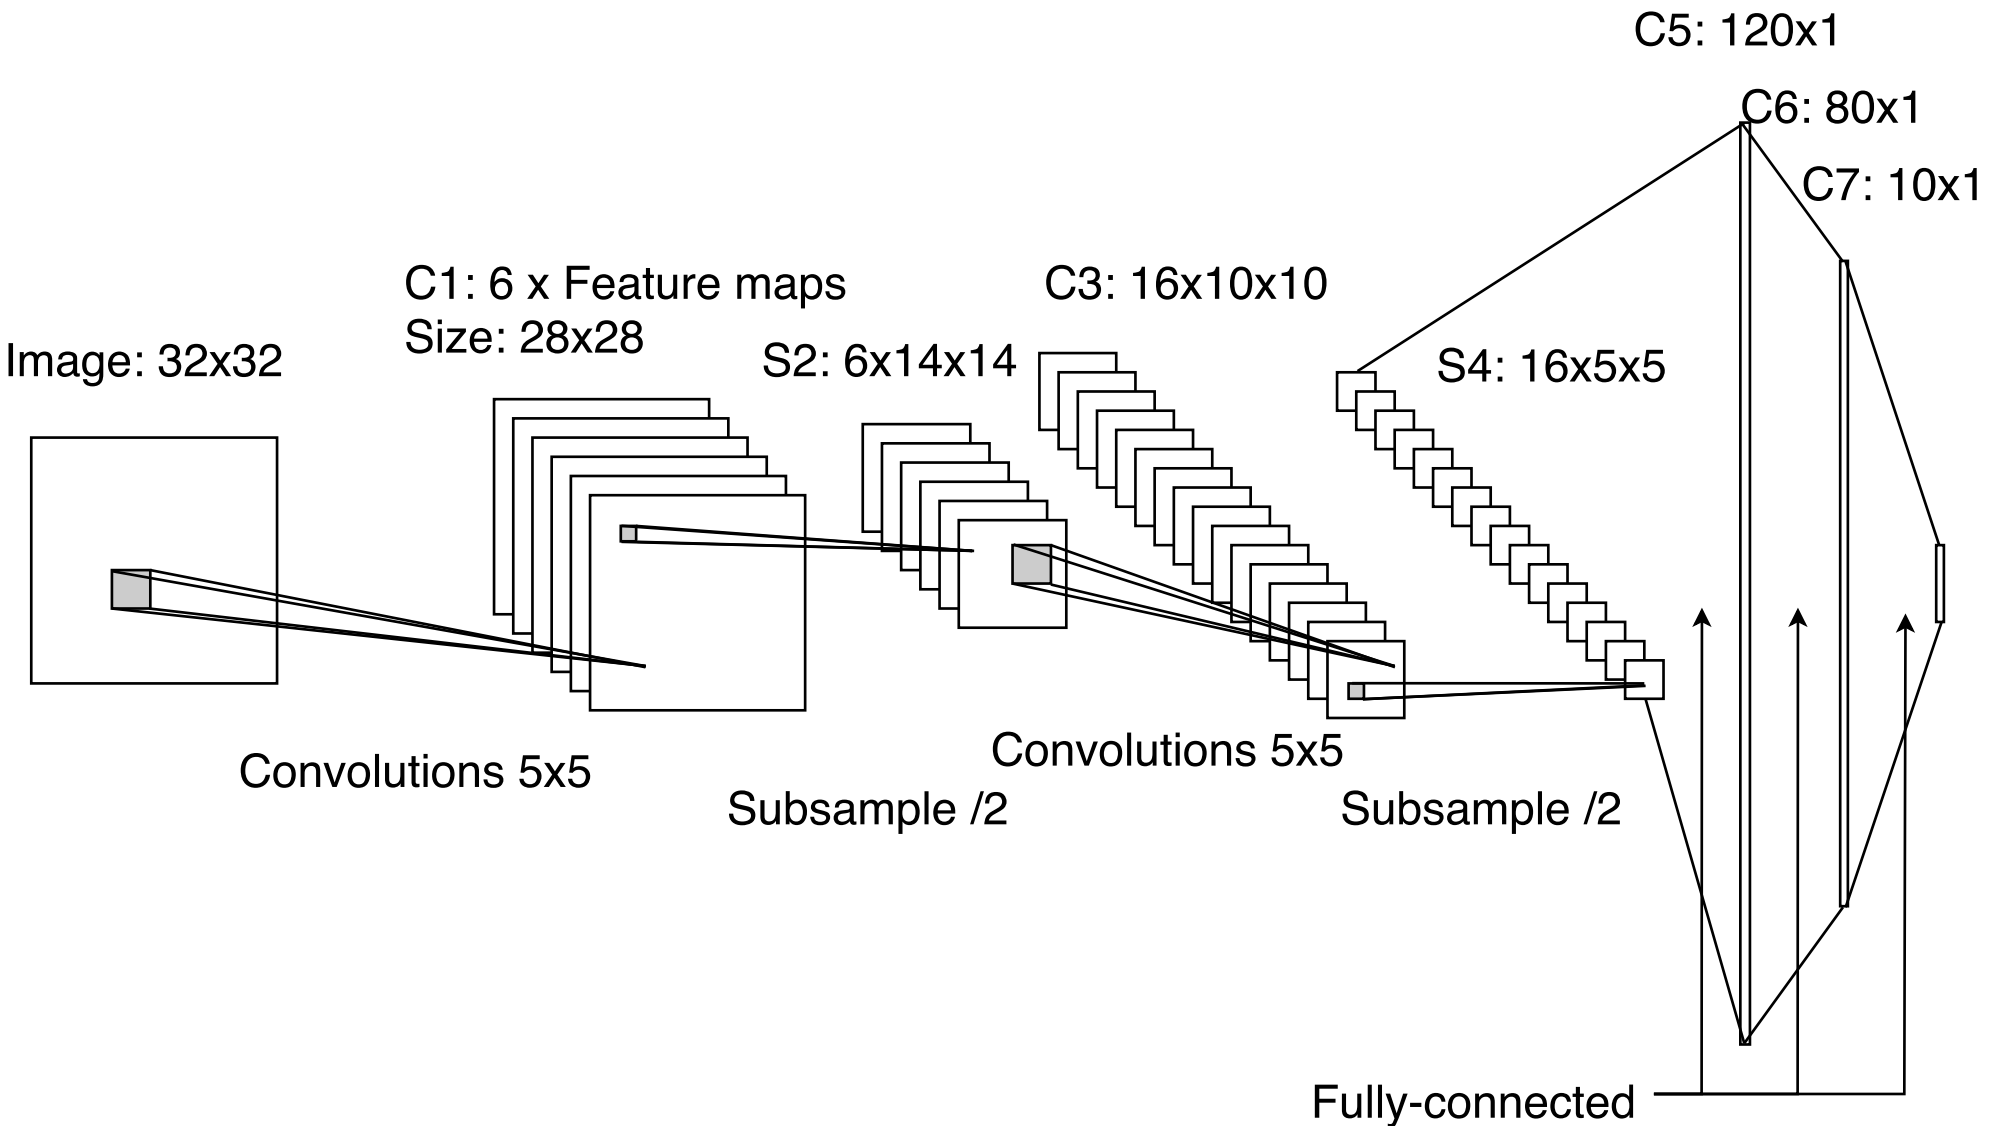 C5: 120x1
C6: 80x1
C7: 10x1
C1: 6 x Feature maps
Size: 28x28
C3: 16x10x10
Image: 32x32
S2: 6x14x14
S4: 16x5x5
Convolutions 5x5
Convolutions 5x5
Subsample /2
Subsample /2
Fully-connected